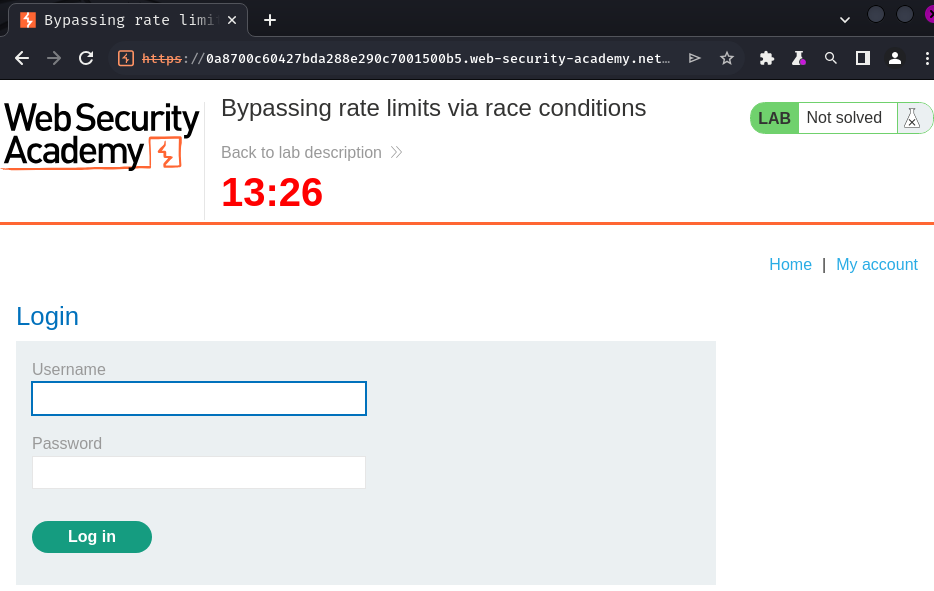 Bypassing rate limi
https://0a8700c60427bda288e290c7001500b5.web-security-academy.net…
Web Security
Academy
Bypassing rate limits via race conditions
LAB Not solved
Back to lab description
13:26
Home | My account
Login
Username
Password
Log in